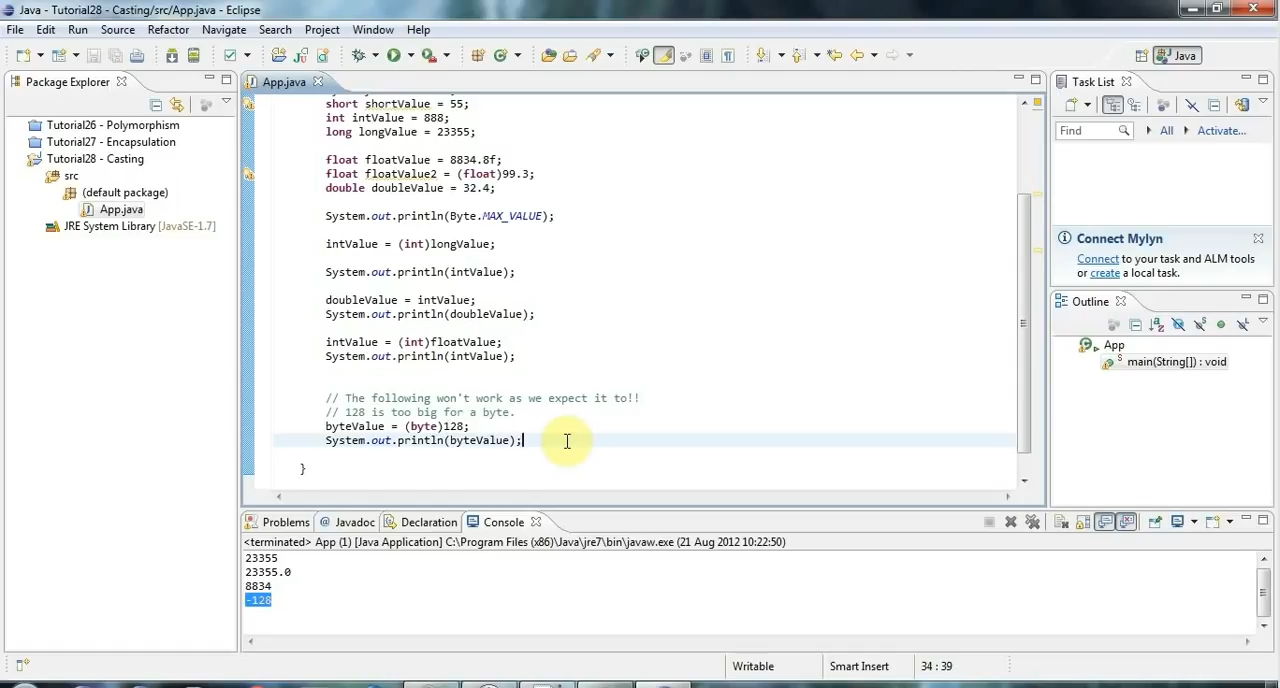 Java - Tutorial28 - Casting/src/App.java - Eclipse
File Edit Run Source Refactor Navigate Search Project Window Help
Java
Package Explorer
App.java
Task List
Tutorial26 - Polymorphism
Tutorial27 - Encapsulation
Tutorial28 - Casting
src
(default package)
App.java
JRE System Library [JavaSE-1.7]
short shortValue = 55;
int intValue = 888;
long longValue = 23355;
float floatValue = 8834.8f;
float floatValue2 = (float)99.3;
double doubleValue = 32.4;
System.out.println(Byte.MAX_VALUE);
intValue = (int)longValue;
System.out.println(intValue);
doubleValue = intValue;
System.out.println(doubleValue);
intValue = (int)floatValue;
System.out.println(intValue);
// The following won't work as we expect it to!!
// 128 is too big for a byte.
byteValue = (byte)128;
System.out.println(byteValue);
}
Find All Activate...
Connect Mylyn
Connect to your task and ALM tools
or create a local task.
Outline
App
main(String[]) : void
Problems @ Javadoc Declaration Console
<terminated> App (1) [Java Application] C:\Program Files (x86)\Java\jre7\bin\javaw.exe (21 Aug 2012 10:22:50)
23355
23355.0
8834
-128
Writable Smart Insert 34 : 39